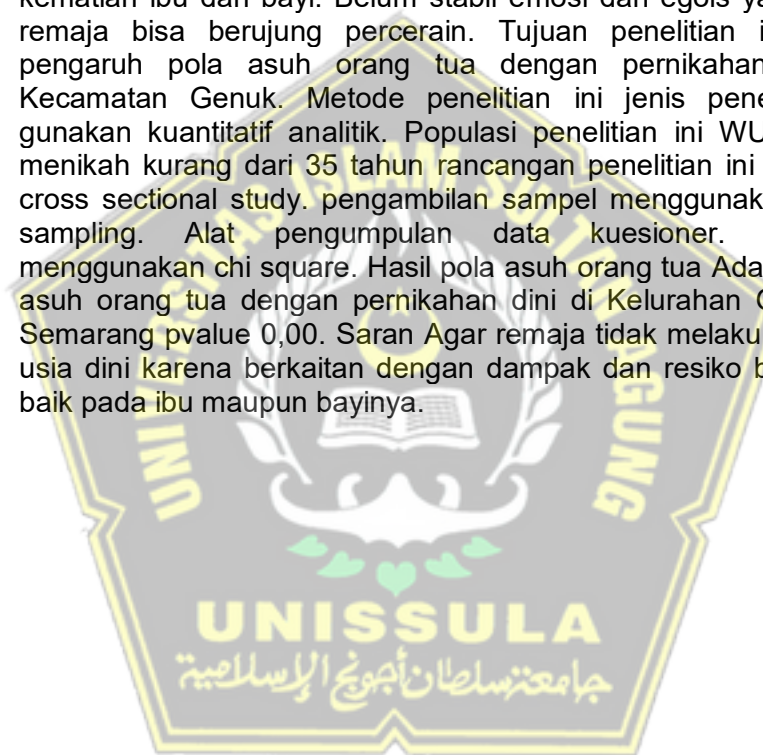 kematian ibu dan bayi. Belum stabil emosi dan egois ya
remaja bisa berujung percerain. Tujuan penelitian i
pengaruh pola asuh orang tua dengan pernikahan
Kecamatan Genuk. Metode penelitian ini jenis pene
gunakan kuantitatif analitik. Populasi penelitian ini WU
menikah kurang dari 35 tahun rancangan penelitian ini
cross sectional study. pengambilan sampel menggunak
sampling. Alat pengumpulan data kuesioner.
menggunakan chi square. Hasil pola asuh orang tua Ada
asuh orang tua dengan pernikahan dini di Kelurahan
Semarang pvalue 0,00. Saran Agar remaja tidak melaku
usia dini karena berkaitan dengan dampak dan resiko b
baik pada ibu maupun bayinya.
UNIVERSITAS ISLAM SULTAN AGUNG
UNISSULA
جامعة سلطان أجونج الإسلامية